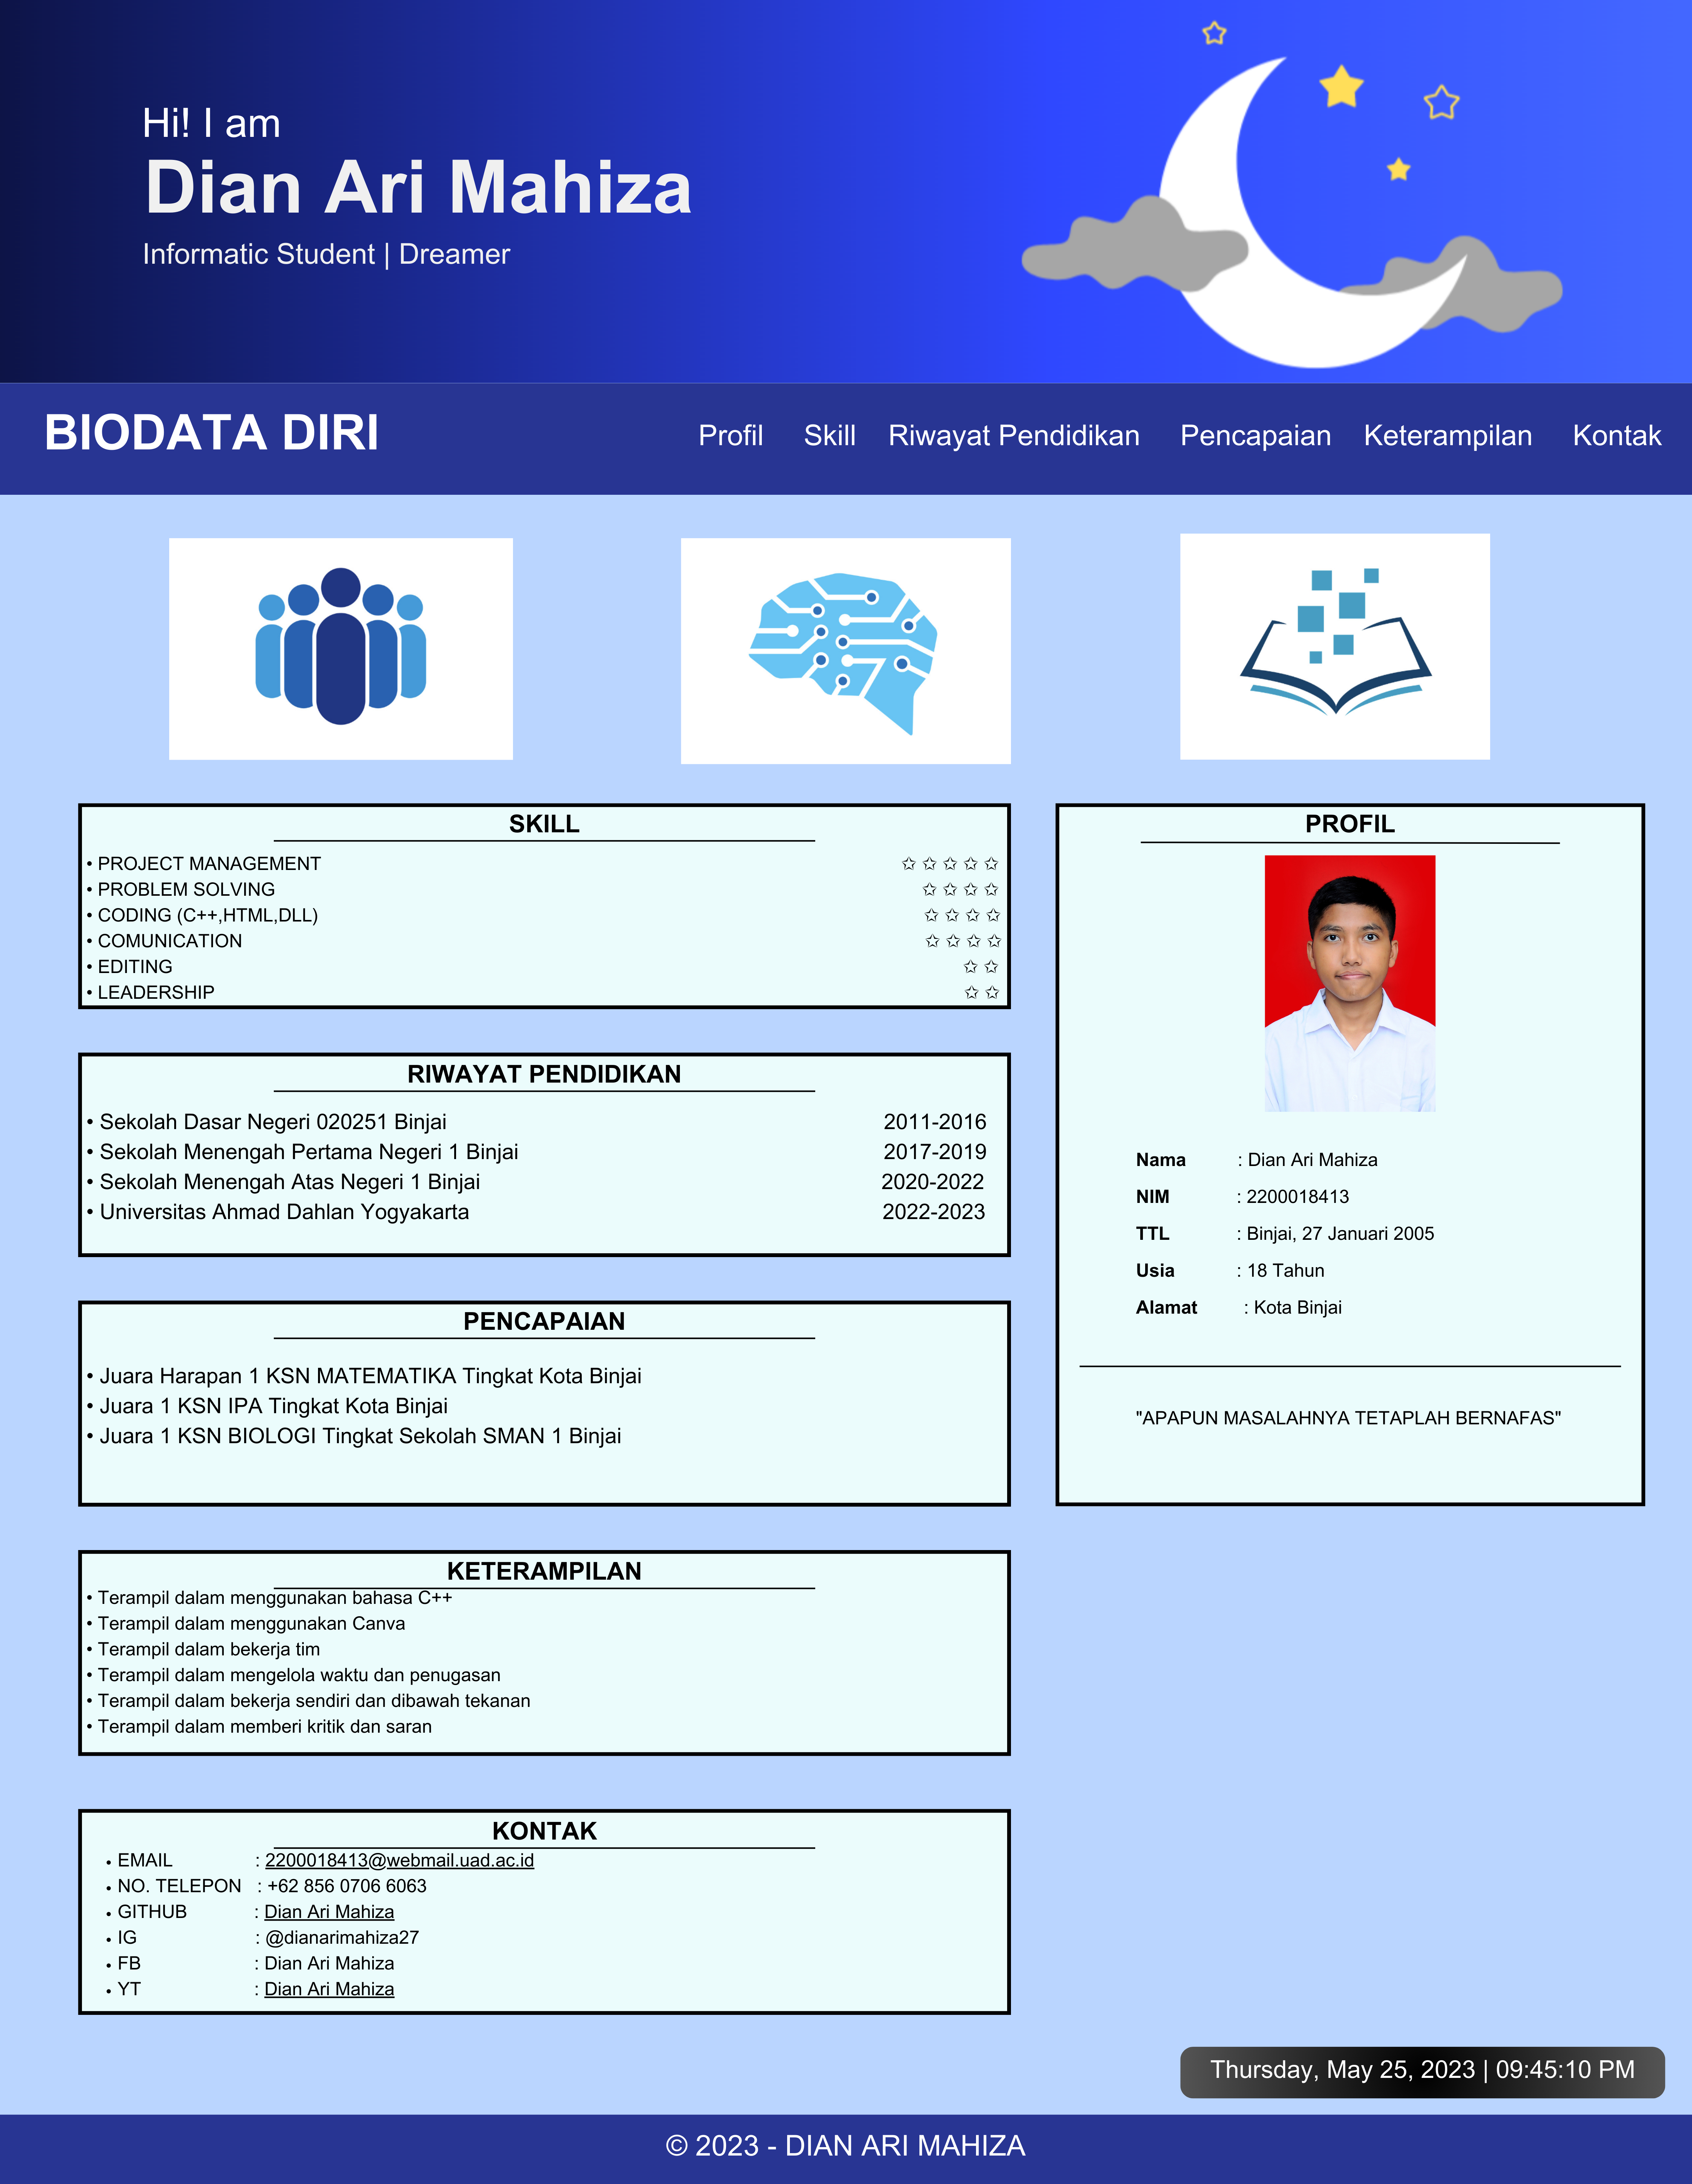 Hi! I am
Dian Ari Mahiza
Informatic Student | Dreamer
BIODATA DIRI
Profil Skill Riwayat Pendidikan Pencapaian Keterampilan Kontak
SKILL
• PROJECT MANAGEMENT ✩ ✩ ✩ ✩ ✩
• PROBLEM SOLVING ✩ ✩ ✩ ✩
• CODING (C++,HTML,DLL) ✩ ✩ ✩ ✩
• COMUNICATION ✩ ✩ ✩ ✩
• EDITING ✩ ✩
• LEADERSHIP ✩ ✩
RIWAYAT PENDIDIKAN
• Sekolah Dasar Negeri 020251 Binjai 2011-2016
• Sekolah Menengah Pertama Negeri 1 Binjai 2017-2019
• Sekolah Menengah Atas Negeri 1 Binjai 2020-2022
• Universitas Ahmad Dahlan Yogyakarta 2022-2023
PENCAPAIAN
• Juara Harapan 1 KSN MATEMATIKA Tingkat Kota Binjai
• Juara 1 KSN IPA Tingkat Kota Binjai
• Juara 1 KSN BIOLOGI Tingkat Sekolah SMAN 1 Binjai
KETERAMPILAN
• Terampil dalam menggunakan bahasa C++
• Terampil dalam menggunakan Canva
• Terampil dalam bekerja tim
• Terampil dalam mengelola waktu dan penugasan
• Terampil dalam bekerja sendiri dan dibawah tekanan
• Terampil dalam memberi kritik dan saran
KONTAK
• EMAIL : 2200018413@webmail.uad.ac.id
• NO. TELEPON : +62 856 0706 6063
• GITHUB : Dian Ari Mahiza
• IG : @dianarimahiza27
• FB : Dian Ari Mahiza
• YT : Dian Ari Mahiza
PROFIL
Nama : Dian Ari Mahiza
NIM : 2200018413
TTL : Binjai, 27 Januari 2005
Usia : 18 Tahun
Alamat : Kota Binjai
"APAPUN MASALAHNYA TETAPLAH BERNAFAS"
Thursday, May 25, 2023 | 09:45:10 PM
© 2023 - DIAN ARI MAHIZA